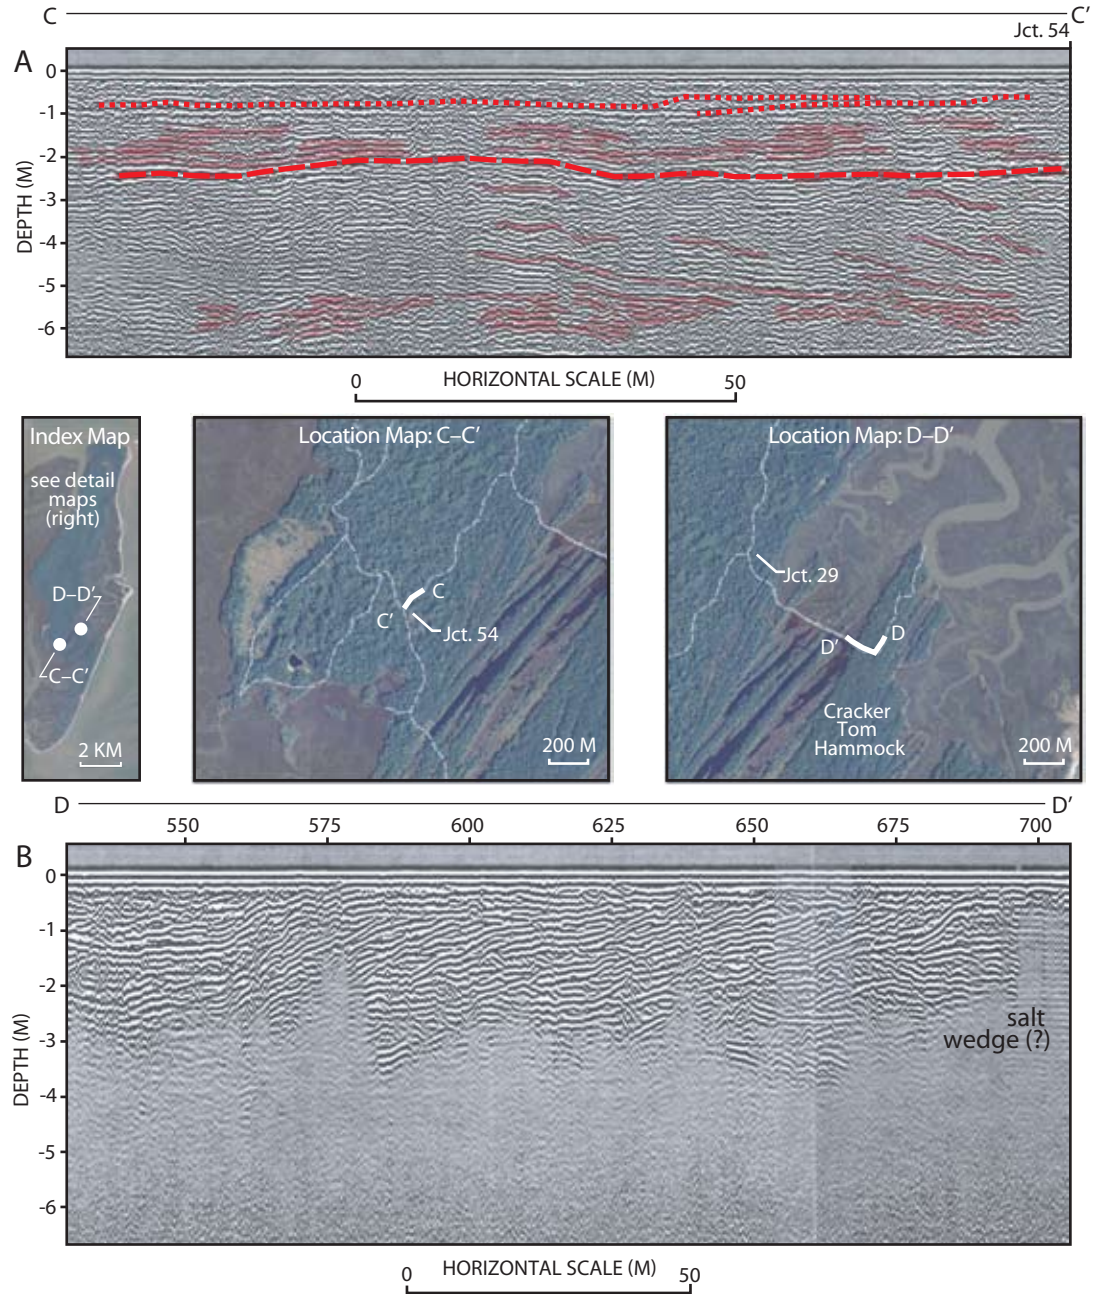 C C′
Jct. 54
A
0
-1
-2
-3
-4
-5
-6
DEPTH (M)
0 HORIZONTAL SCALE (M) 50
Index Map
see detail
maps
(right)
D–D′
C–C′
2 KM
Location Map: C–C′
C
C′
Jct. 54
200 M
Location Map: D–D′
Jct. 29
D′ D
Cracker
Tom
Hammock
200 M
D D′
550 575 600 625 650 675 700
B
0
-1
-2
-3
-4
-5
-6
DEPTH (M)
salt
wedge (?)
0 HORIZONTAL SCALE (M) 50